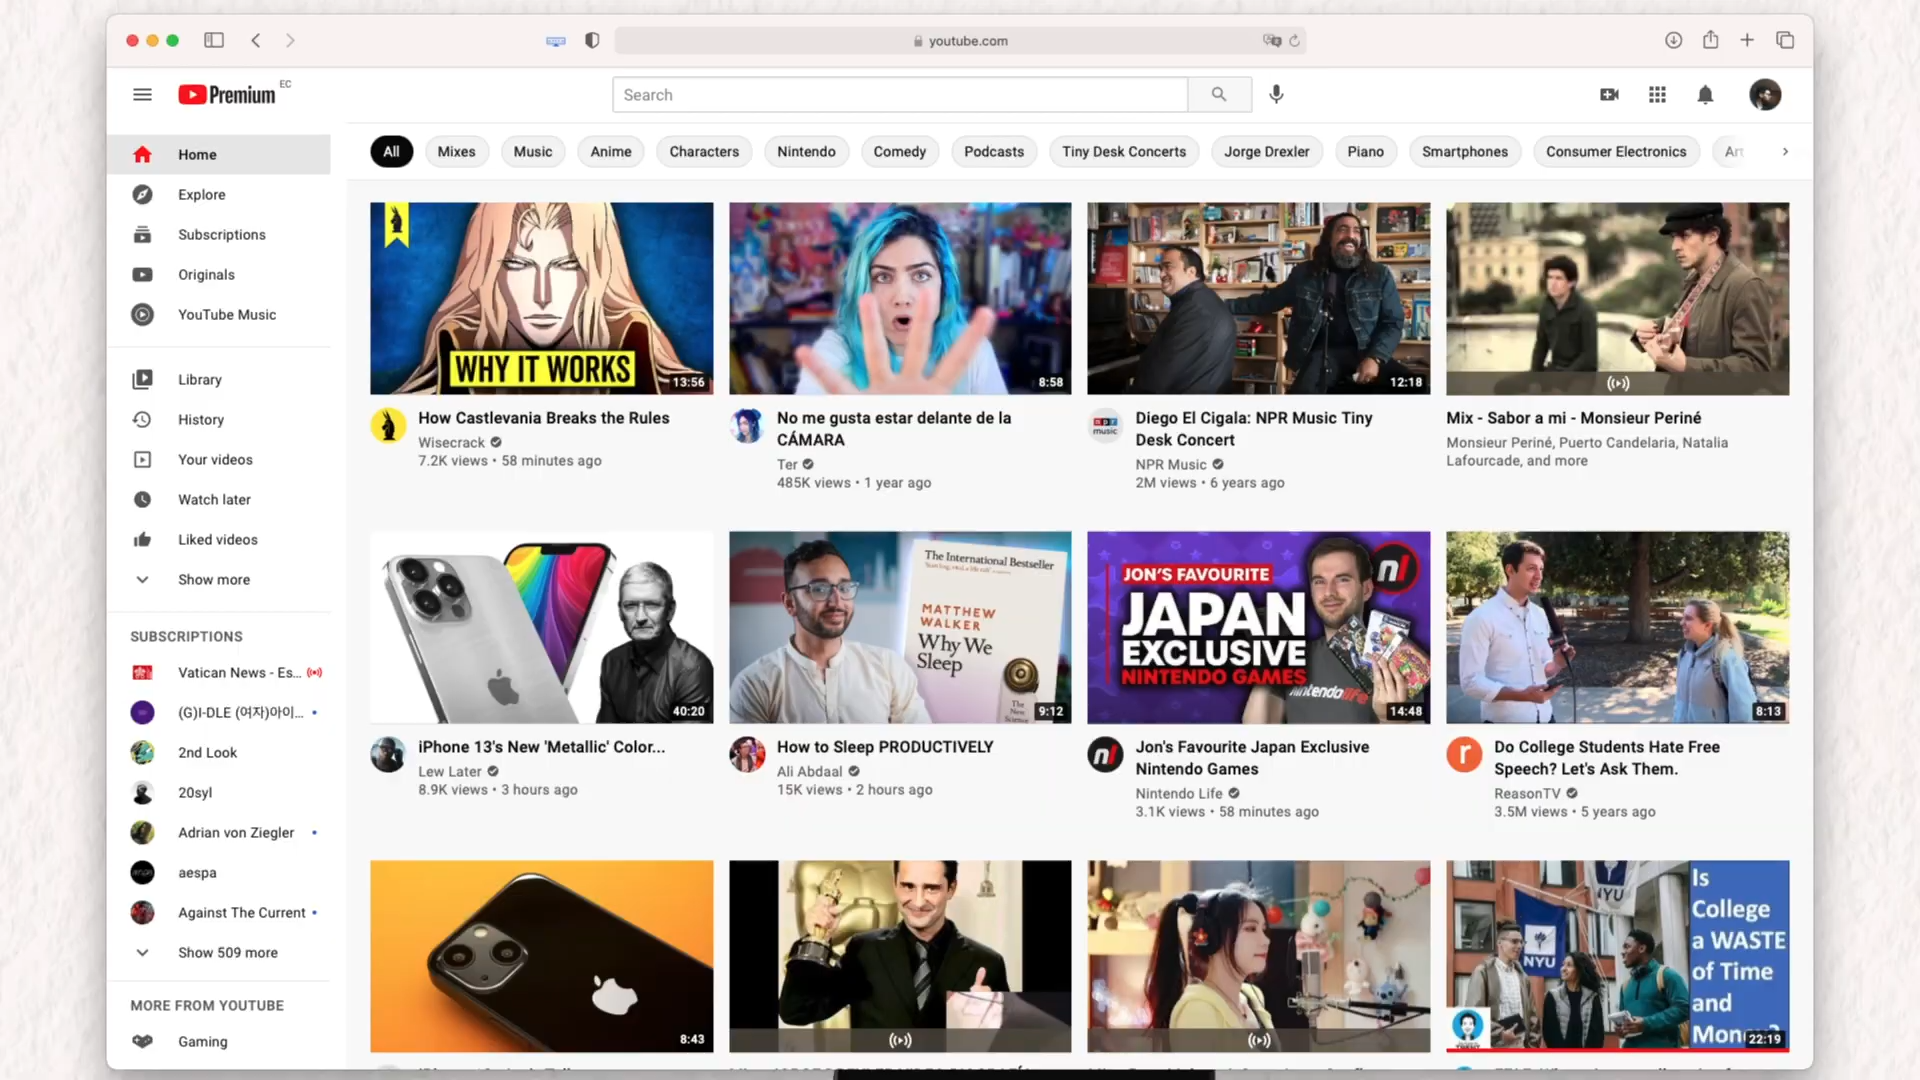 youtube.com
Premium EC
Search
Home
Explore
Subscriptions
Originals
YouTube Music
Library
History
Your videos
Watch later
Liked videos
Show more
SUBSCRIPTIONS
Vatican News - Es...
(G)I-DLE (여자)아이...
2nd Look
20syl
Adrian von Ziegler
aespa
Against The Current
Show 509 more
MORE FROM YOUTUBE
Gaming
All
Mixes
Music
Anime
Characters
Nintendo
Comedy
Podcasts
Tiny Desk Concerts
Jorge Drexler
Piano
Smartphones
Consumer Electronics
WHY IT WORKS
13:56
How Castlevania Breaks the Rules
Wisecrack
7.2K views • 58 minutes ago
8:58
No me gusta estar delante de la
CÁMARA
Ter
485K views • 1 year ago
12:18
npr
music
Diego El Cigala: NPR Music Tiny
Desk Concert
NPR Music
2M views • 6 years ago
Mix - Sabor a mi - Monsieur Periné
Monsieur Periné, Puerto Candelaria, Natalia
Lafourcade, and more
40:20
iPhone 13's New 'Metallic' Color...
Lew Later
8.9K views • 3 hours ago
The International Bestseller
MATTHEW
WALKER
Why We
Sleep
The
New
Science
9:12
How to Sleep PRODUCTIVELY
Ali Abdaal
15K views • 2 hours ago
JON'S FAVOURITE
JAPAN
EXCLUSIVE
NINTENDO GAMES
nl
nintendolife
14:48
nl
Jon's Favourite Japan Exclusive
Nintendo Games
Nintendo Life
3.1K views • 58 minutes ago
8:13
r
Do College Students Hate Free
Speech? Let's Ask Them.
ReasonTV
3.5M views • 5 years ago
8:43
NYU
NYU
Is
College
a WASTE
of Time
and
Money?
22:19